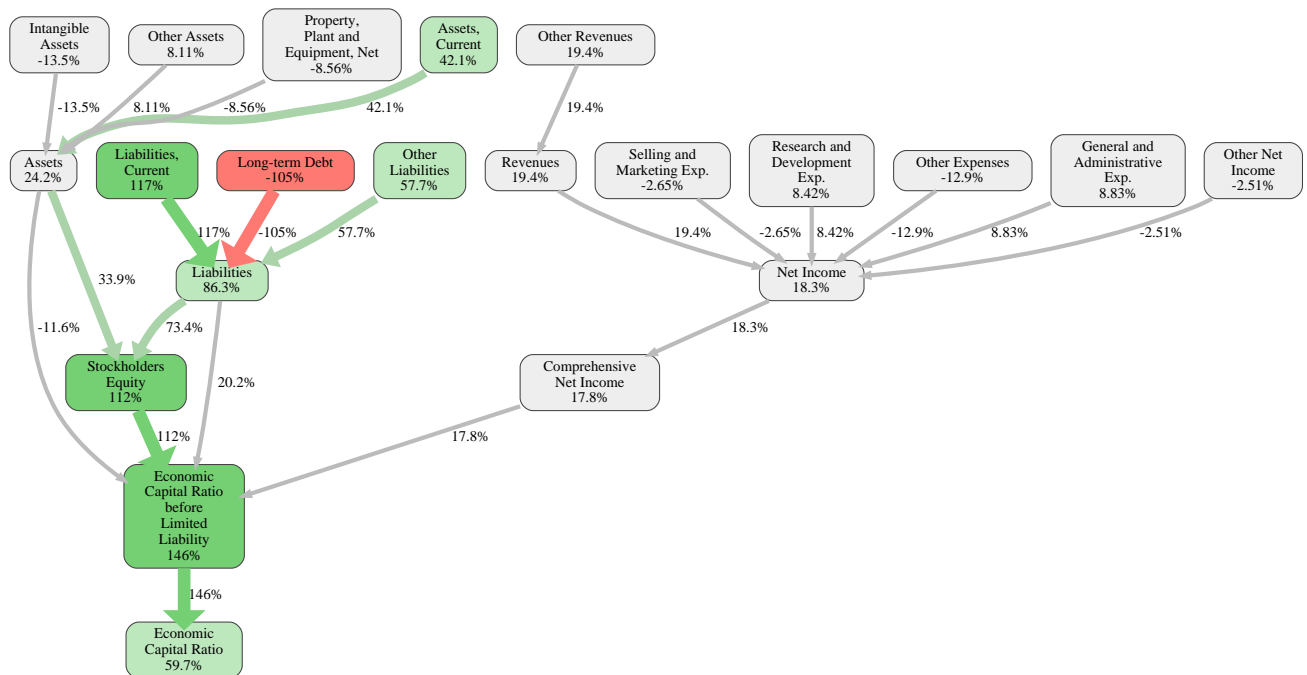 Intangible
Assets
-13.5%
Other Assets
8.11%
Property,
Plant and
Equipment, Net
-8.56%
Assets,
Current
42.1%
Other Revenues
19.4%
-13.5%
8.11%
-8.56%
42.1%
19.4%
Assets
24.2%
Liabilities,
Current
117%
Long-term Debt
-105%
Other
Liabilities
57.7%
Revenues
19.4%
Selling and
Marketing Exp.
-2.65%
Research and
Development
Exp.
8.42%
Other Expenses
-12.9%
General and
Administrative
Exp.
8.83%
Other Net
Income
-2.51%
117%
-105%
57.7%
19.4%
-2.65%
8.42%
-12.9%
8.83%
-2.51%
Liabilities
86.3%
Net Income
18.3%
33.9%
-11.6%
73.4%
18.3%
Stockholders
Equity
112%
20.2%
Comprehensive
Net Income
17.8%
112%
17.8%
Economic
Capital Ratio
before
Limited
Liability
146%
146%
Economic
Capital Ratio
59.7%